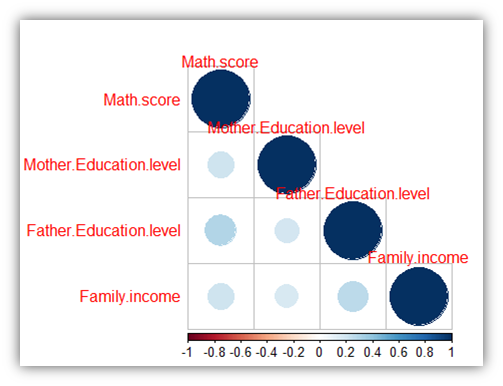 Math.score
Math.score
Mother.Education.level
Mother.Education.level
Father.Education.level
Father.Education.level
Family.income
Family.income
-1 -0.8 -0.6 -0.4 -0.2 0 0.2 0.4 0.6 0.8 1